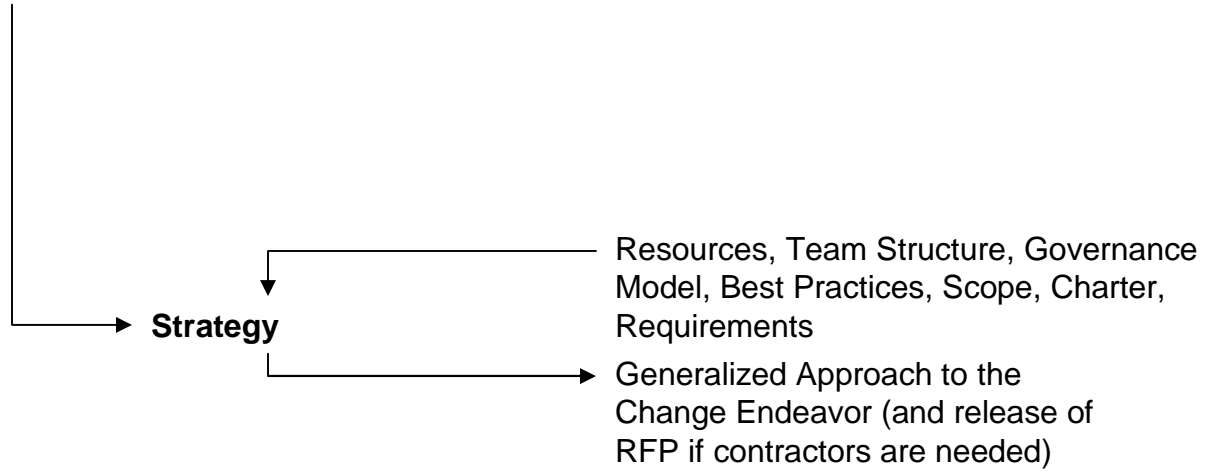 Resources, Team Structure, Governance
Model, Best Practices, Scope, Charter,
Requirements
Strategy
Generalized Approach to the
Change Endeavor (and release of
RFP if contractors are needed)